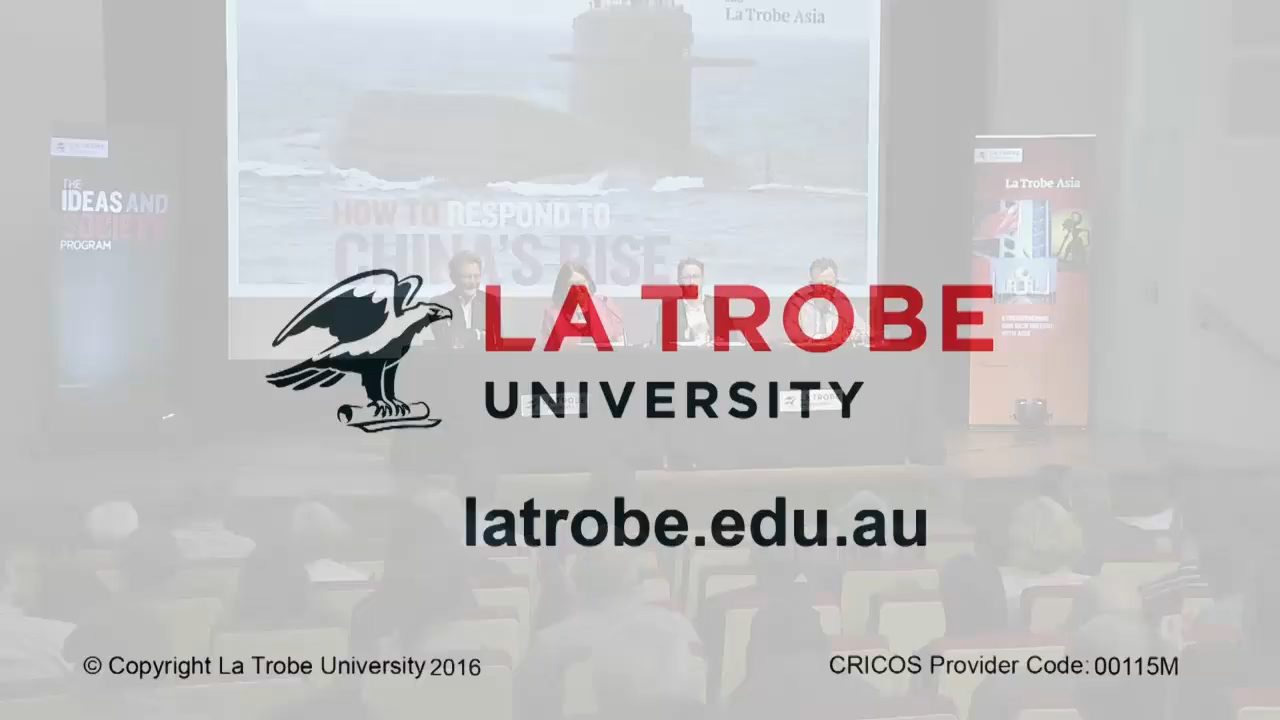 La Trobe Asia
THE
IDEAS AND
SOCIETY
PROGRAM
La Trobe Asia
HOW TO RESPOND TO
CHINA'S RISE
LA TROBE
UNIVERSITY
latrobe.edu.au
© Copyright La Trobe University 2016
CRICOS Provider Code: 00115M